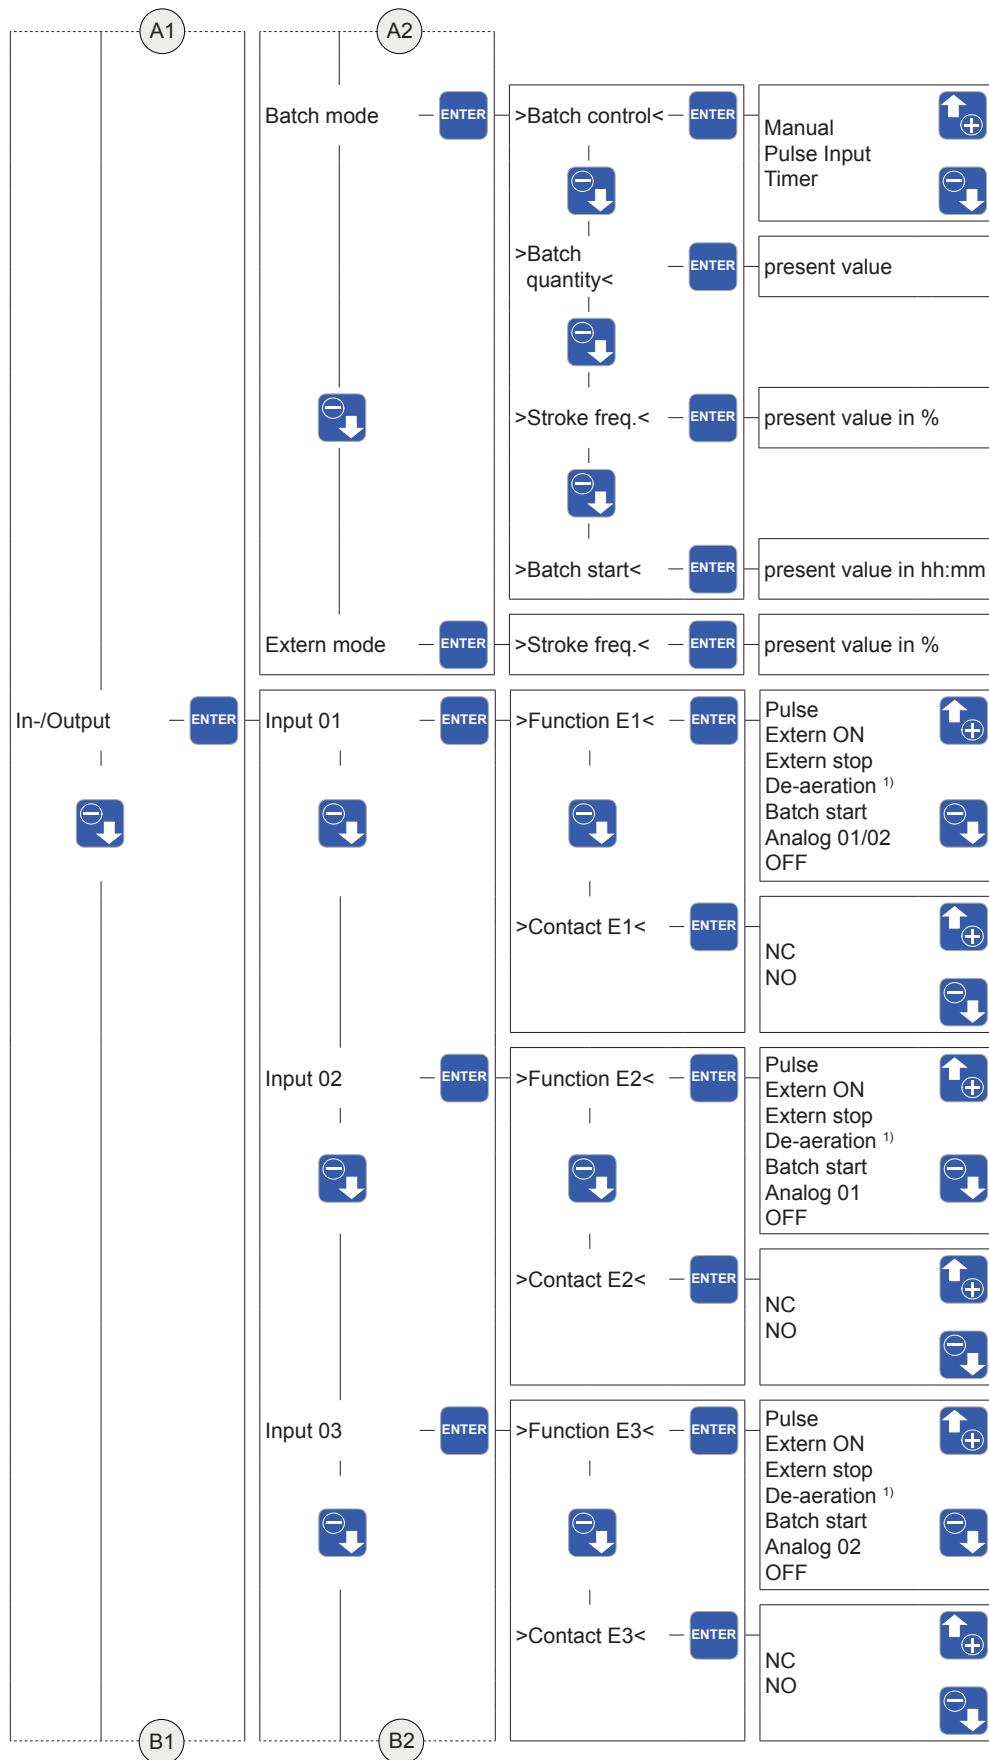 A1
A2
Batch mode
ENTER
>Batch control<
ENTER
Manual
Pulse Input
Timer
>Batch
quantity<
ENTER
present value
>Stroke freq.<
ENTER
present value in %
>Batch start<
ENTER
present value in hh:mm
Extern mode
ENTER
>Stroke freq.<
ENTER
present value in %
In-/Output
ENTER
Input 01
ENTER
>Function E1<
ENTER
Pulse
Extern ON
Extern stop
De-aeration 1)
Batch start
Analog 01/02
OFF
>Contact E1<
ENTER
NC
NO
Input 02
ENTER
>Function E2<
ENTER
Pulse
Extern ON
Extern stop
De-aeration 1)
Batch start
Analog 01
OFF
>Contact E2<
ENTER
NC
NO
Input 03
ENTER
>Function E3<
ENTER
Pulse
Extern ON
Extern stop
De-aeration 1)
Batch start
Analog 02
OFF
>Contact E3<
ENTER
NC
NO
B1
B2